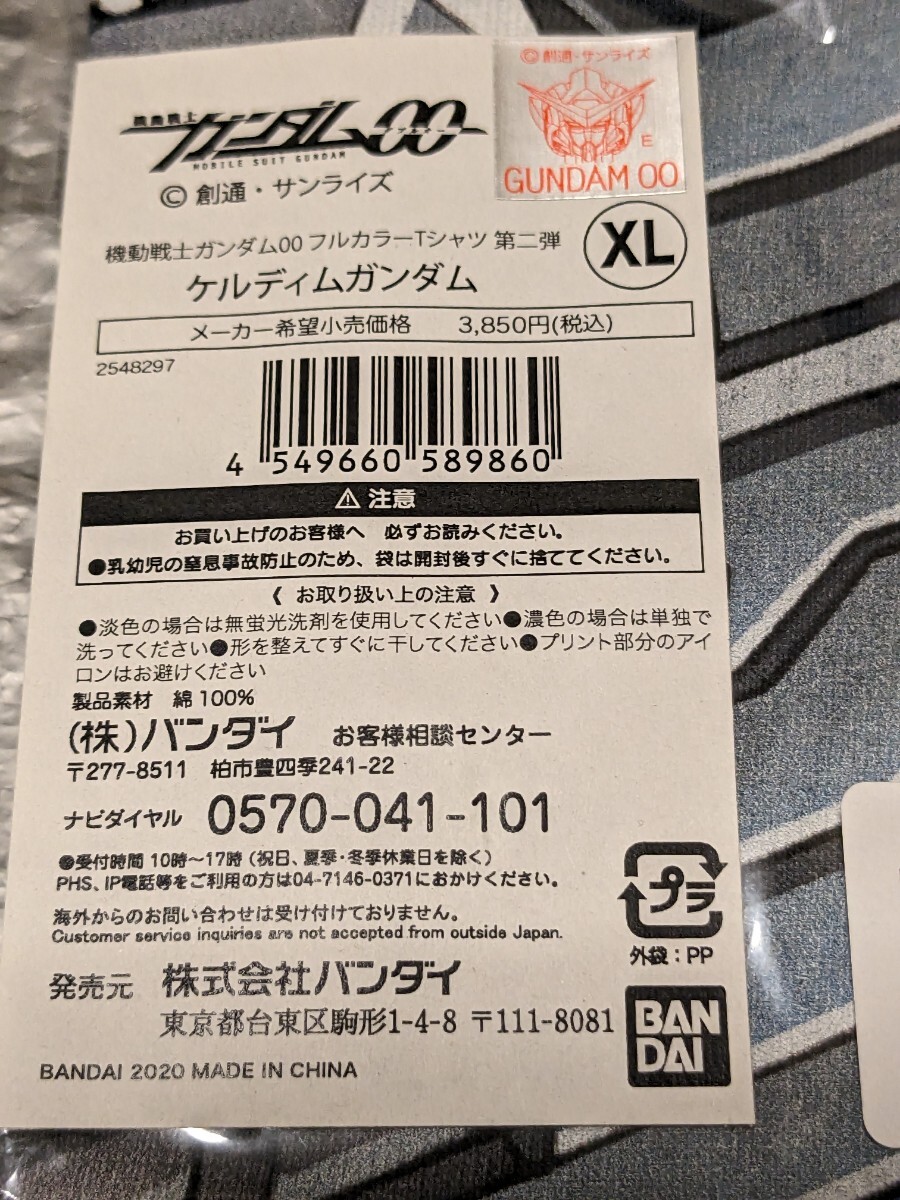 機動戦士
ガンダム00
MOBILE SUIT GUNDAM
© 創通・サンライズ
© 創通・サンライズ
E
GUNDAM 00
機動戦士ガンダム00 フルカラーTシャツ 第二弾
XL
ケルディムガンダム
メーカー希望小売価格 3,850円(税込)
2548297
4 549660 589860
⚠ 注意
お買い上げのお客様へ 必ずお読みください。
●乳幼児の窒息事故防止のため、袋は開封後すぐに捨ててください。
《 お取り扱い上の注意 》
●淡色の場合は無蛍光洗剤を使用してください●濃色の場合は単独で
洗ってください●形を整えてすぐに干してください●プリント部分のアイ
ロンはお避けください
製品素材 綿100%
(株)バンダイ お客様相談センター
〒277-8511 柏市豊四季241-22
ナビダイヤル 0570-041-101
●受付時間 10時～17時 (祝日、夏季・冬季休業日を除く)
PHS、IP電話等をご利用の方は04-7146-0371におかけください。
海外からのお問い合わせは受け付けておりません。
Customer service inquiries are not accepted from outside Japan.
プラ
外袋：PP
発売元 株式会社バンダイ
東京都台東区駒形1-4-8 〒111-8081
BANDAI 2020 MADE IN CHINA
BAN
DAI